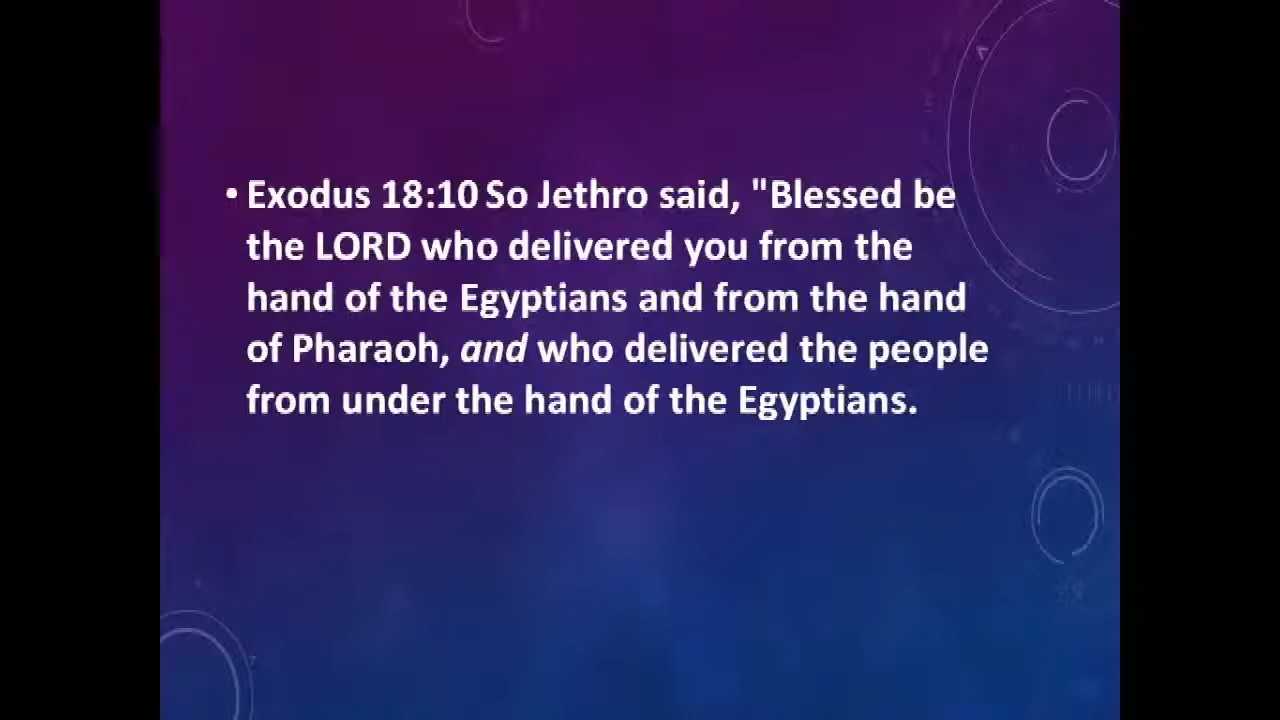 • Exodus 18:10 So Jethro said, "Blessed be
the LORD who delivered you from the
hand of the Egyptians and from the hand
of Pharaoh, and who delivered the people
from under the hand of the Egyptians.